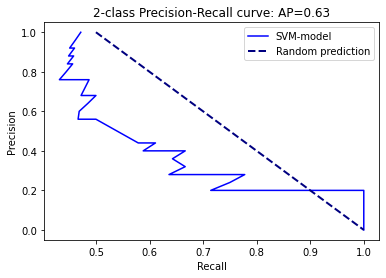 2-class Precision-Recall curve: AP=0.63
SVM-model
Random prediction
Precision
1.0
0.8
0.6
0.4
0.2
0.0
0.5 0.6 0.7 0.8 0.9 1.0
Recall